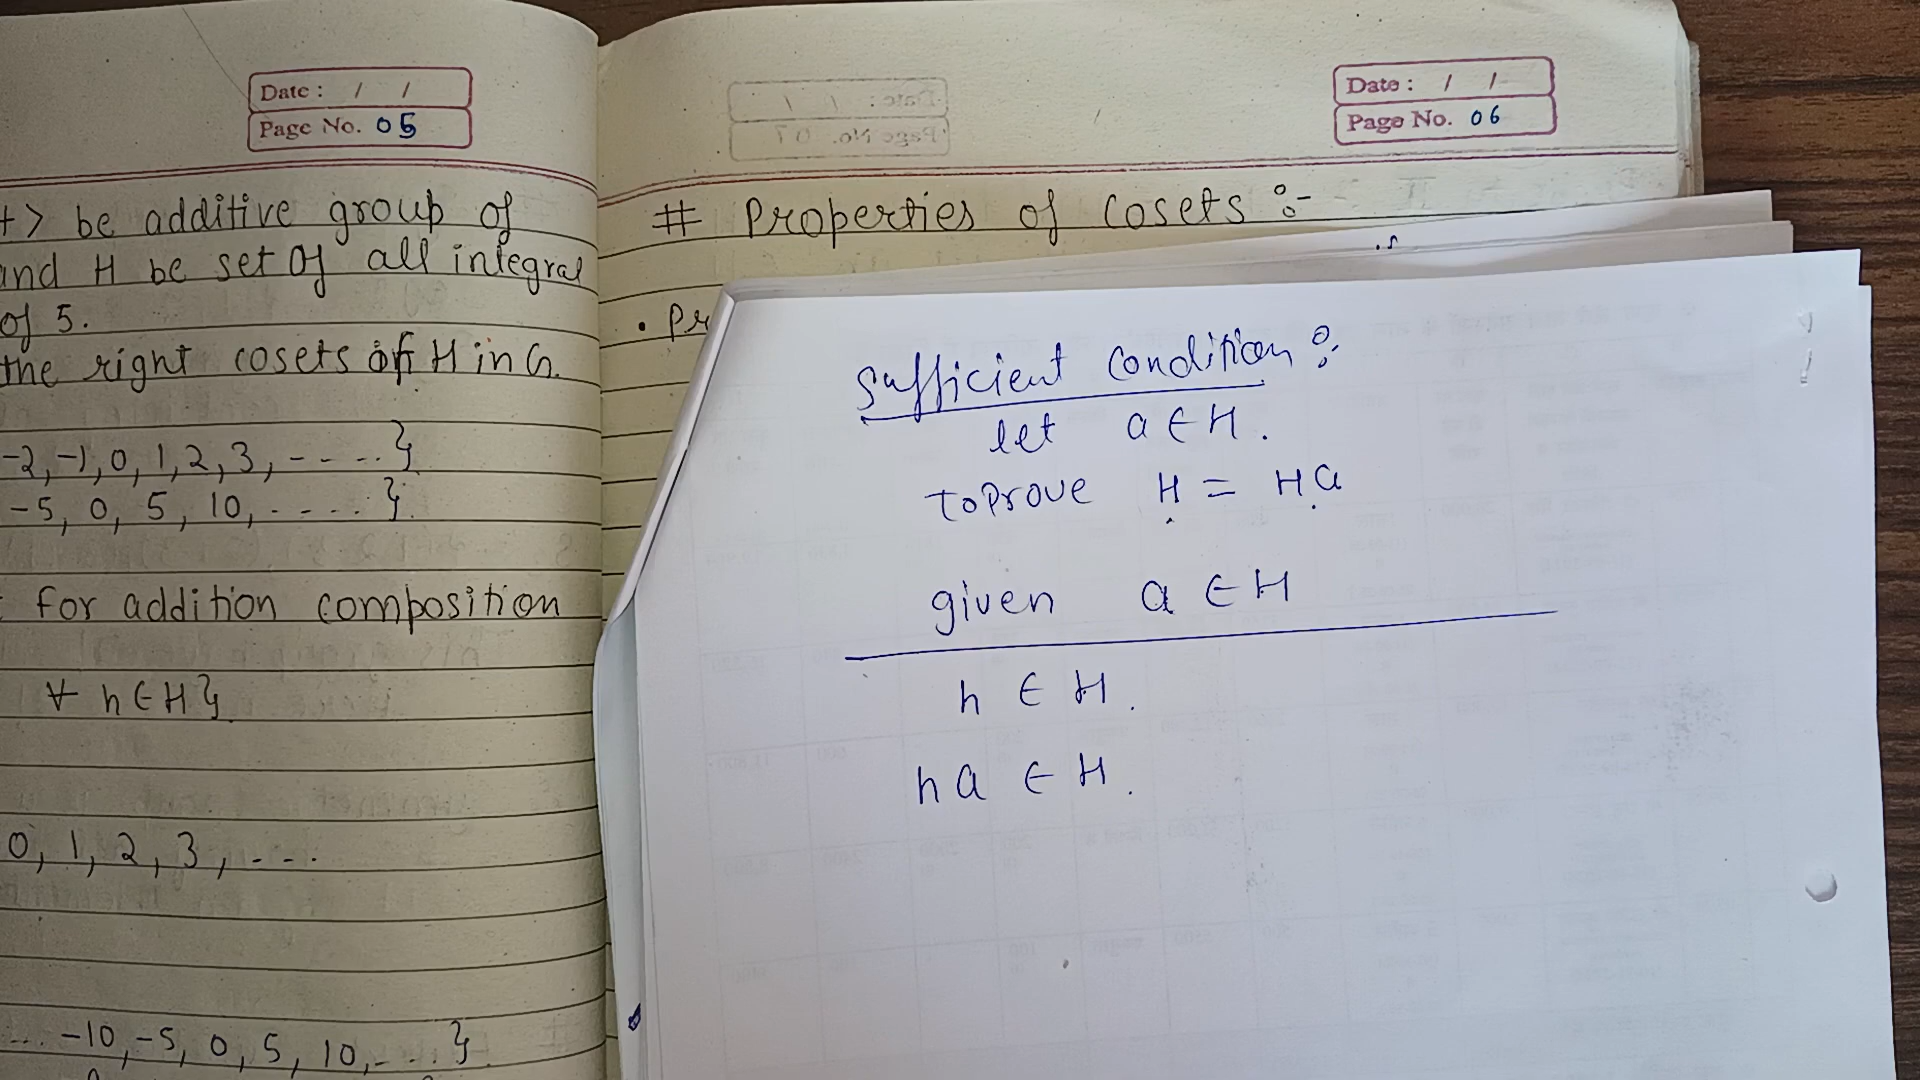 Date : / /
Page No. 05
+> be additive group of
and H be set of all integral
of 5.
the right cosets of H in G.
-2, -1, 0, 1, 2, 3, - - - . . }
-5, 0, 5, 10, . - - . . }.
for addition composition
∀ h ∈ H}.
0, 1, 2, 3, - - .
... -10, -5, 0, 5, 10, - . . . }.
Date : / /
Page No. 06
# Properties of Cosets :-
• Pr
Sufficient Condition :
let a ∈ H.
To Prove H = Ha
given a ∈ H
h ∈ H.
ha ∈ H.